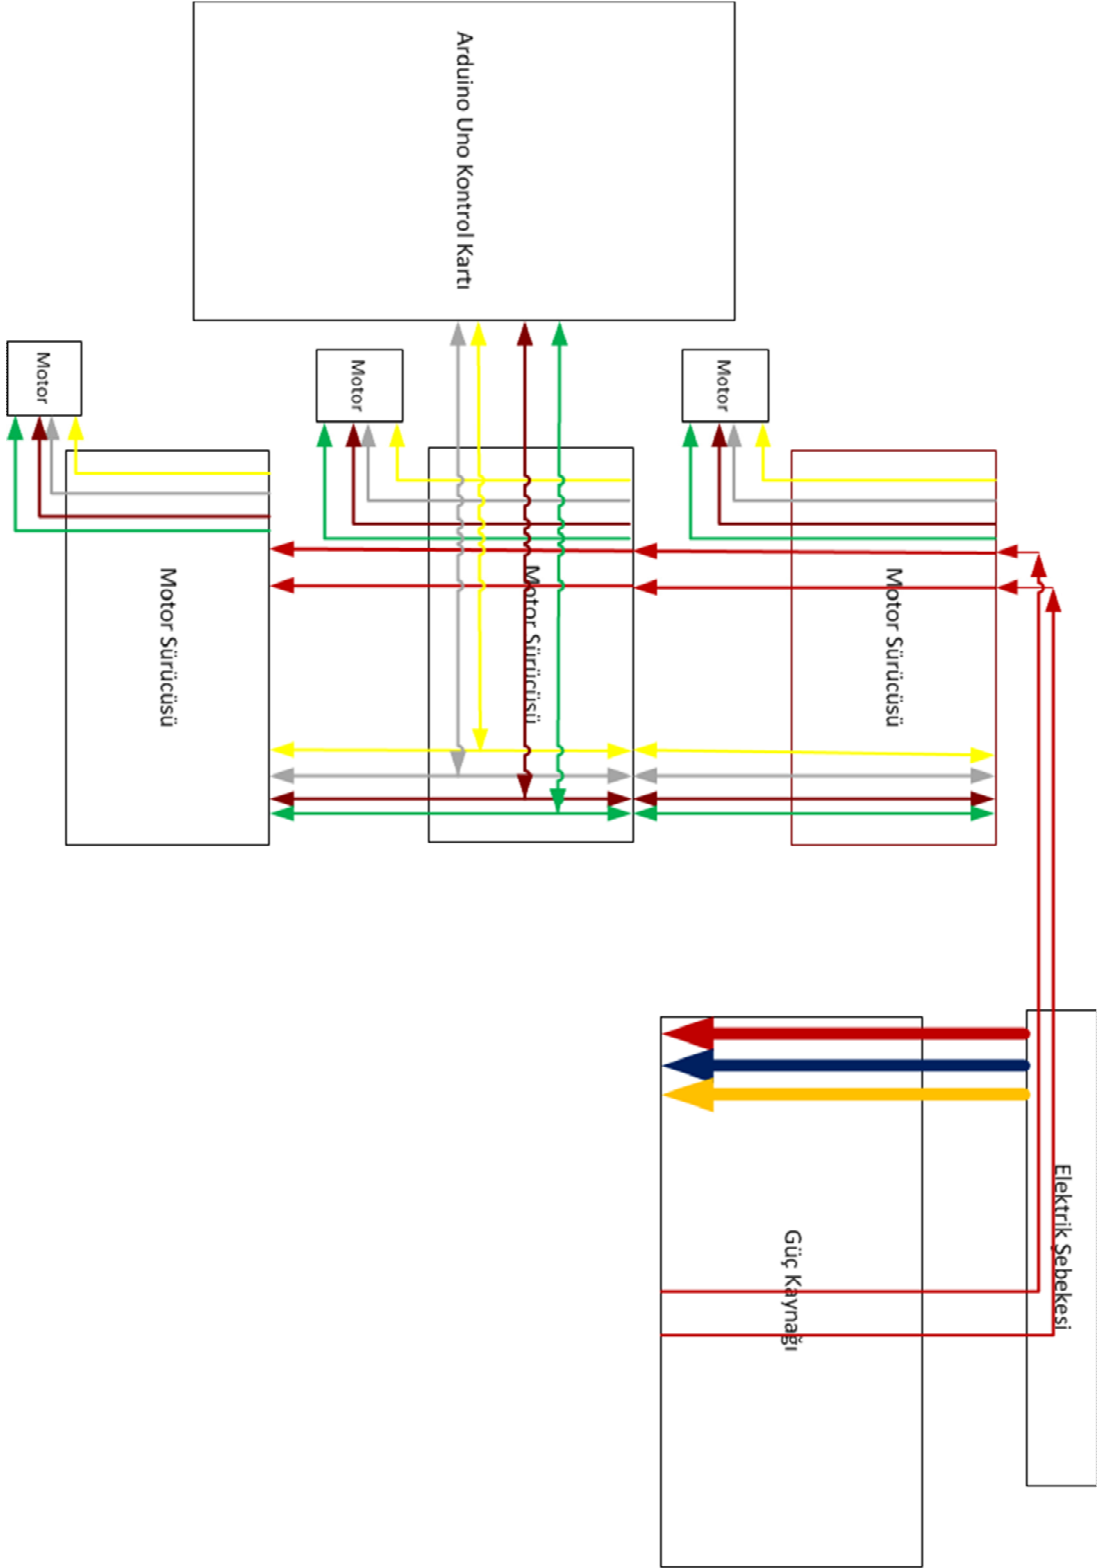 Arduino Uno Kontrol Kartı
Motor
Motor
Motor
Motor Sürücüsü
Motor Sürücüsü
Motor Sürücüsü
Elektrik Şebekesi
Güç Kaynağı